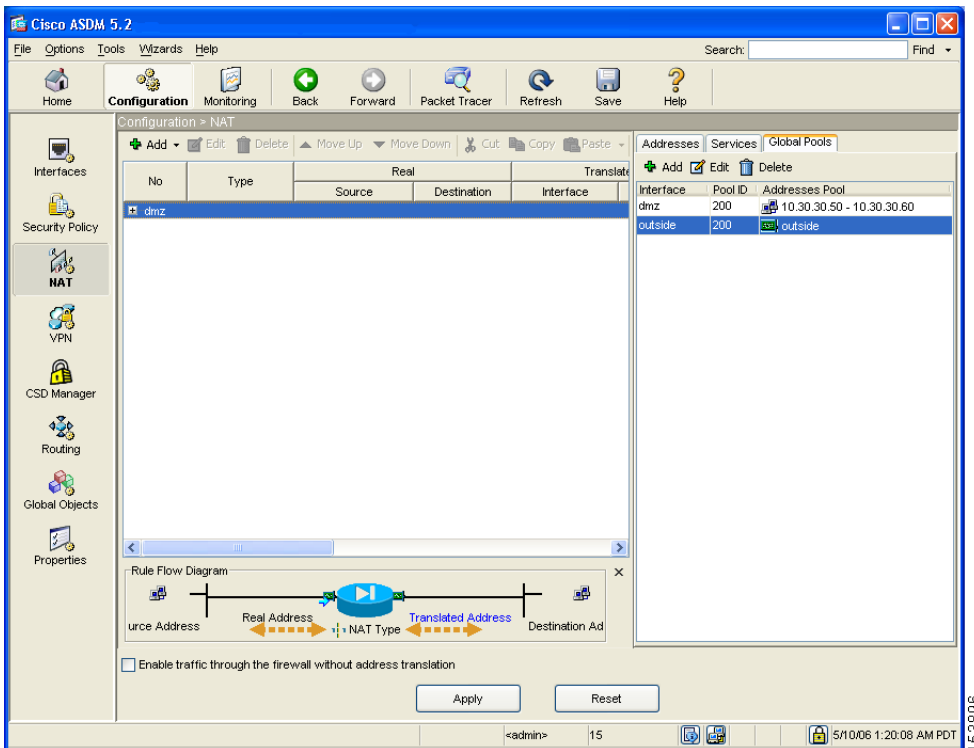 Cisco ASDM 5.2
File Options Tools Wizards Help Search: Find
Home Configuration Monitoring Back Forward Packet Tracer Refresh Save Help
Configuration > NAT
Interfaces
Security Policy
NAT
VPN
CSD Manager
Routing
Global Objects
Properties
Add Edit Delete Move Up Move Down Cut Copy Paste
No Type Real Translate
Source Destination Interface
dmz
Addresses Services Global Pools
Add Edit Delete
Interface Pool ID Addresses Pool
dmz 200 10.30.30.50 - 10.30.30.60
outside 200 outside
Rule Flow Diagram
Real Address Translated Address
urce Address NAT Type Destination Ad
Enable traffic through the firewall without address translation
Apply Reset
<admin> 15 5/10/06 1:20:08 AM PDT